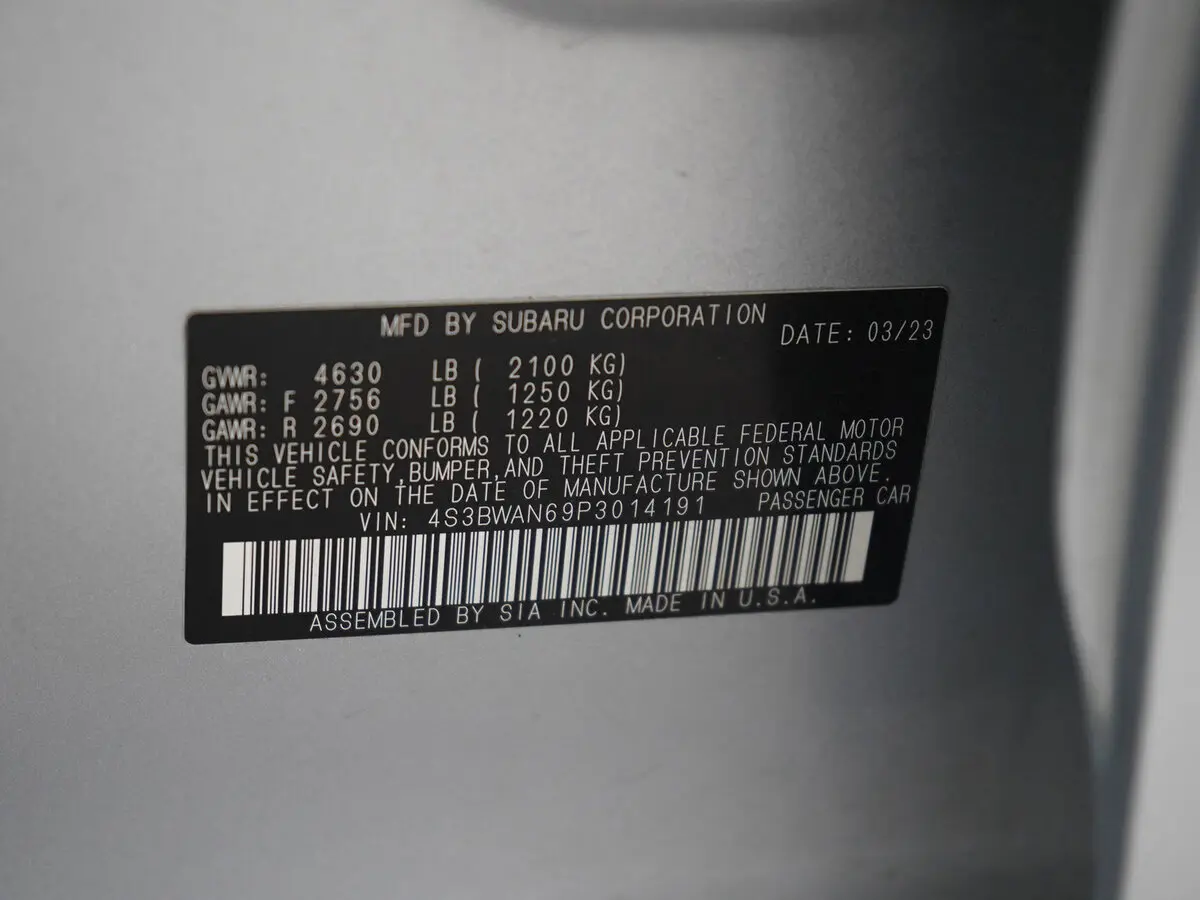 MFD BY SUBARU CORPORATION DATE: 03/23
GVWR: 4630 LB ( 2100 KG)
GAWR: F 2756 LB ( 1250 KG)
GAWR: R 2690 LB ( 1220 KG)
THIS VEHICLE CONFORMS TO ALL APPLICABLE FEDERAL MOTOR
VEHICLE SAFETY,BUMPER,AND THEFT PREVENTION STANDARDS
IN EFFECT ON THE DATE OF MANUFACTURE SHOWN ABOVE.
VIN: 4S3BWAN69P3014191 PASSENGER CAR
ASSEMBLED BY SIA INC. MADE IN U.S.A.